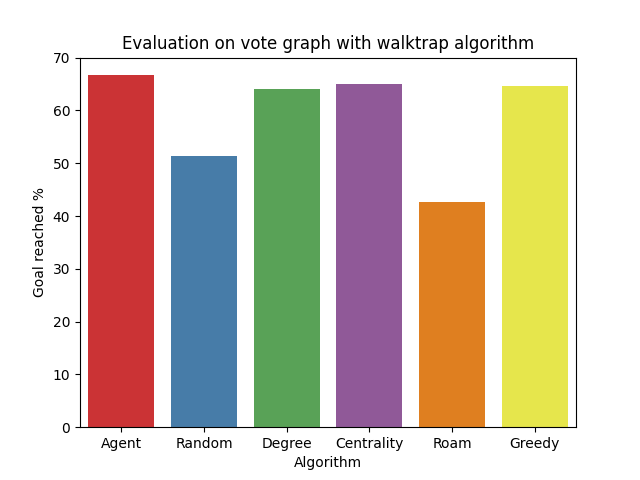 Evaluation on vote graph with walktrap algorithm
70
60
50
40
30
20
10
0
Goal reached %
Agent Random Degree Centrality Roam Greedy
Algorithm